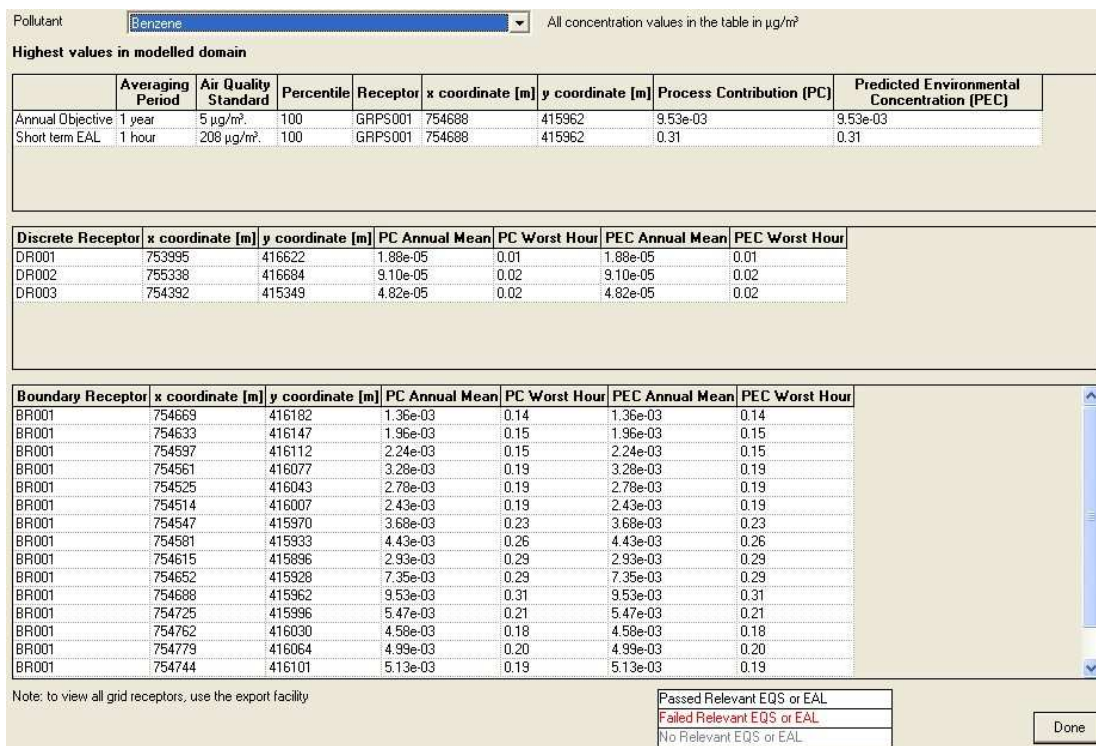 Pollutant Benzene All concentration values in the table in µg/m³
Highest values in modelled domain
Averaging Period Air Quality Standard Percentile Receptor x coordinate [m] y coordinate [m] Process Contribution (PC) Predicted Environmental Concentration (PEC)
Annual Objective 1 year 5 µg/m³. 100 GRPS001 754688 415962 9.53e-03 9.53e-03
Short term EAL 1 hour 208 µg/m³. 100 GRPS001 754688 415962 0.31 0.31
Discrete Receptor x coordinate [m] y coordinate [m] PC Annual Mean PC Worst Hour PEC Annual Mean PEC Worst Hour
DR001 753995 416622 1.88e-05 0.01 1.88e-05 0.01
DR002 755338 416684 9.10e-05 0.02 9.10e-05 0.02
DR003 754392 415349 4.82e-05 0.02 4.82e-05 0.02
Boundary Receptor x coordinate [m] y coordinate [m] PC Annual Mean PC Worst Hour PEC Annual Mean PEC Worst Hour
BR001 754669 416182 1.36e-03 0.14 1.36e-03 0.14
BR001 754633 416147 1.96e-03 0.15 1.96e-03 0.15
BR001 754597 416112 2.24e-03 0.15 2.24e-03 0.15
BR001 754561 416077 3.28e-03 0.19 3.28e-03 0.19
BR001 754525 416043 2.78e-03 0.19 2.78e-03 0.19
BR001 754514 416007 2.43e-03 0.19 2.43e-03 0.19
BR001 754547 415970 3.68e-03 0.23 3.68e-03 0.23
BR001 754581 415933 4.43e-03 0.26 4.43e-03 0.26
BR001 754615 415896 2.93e-03 0.29 2.93e-03 0.29
BR001 754652 415928 7.35e-03 0.29 7.35e-03 0.29
BR001 754688 415962 9.53e-03 0.31 9.53e-03 0.31
BR001 754725 415996 5.47e-03 0.21 5.47e-03 0.21
BR001 754762 416030 4.58e-03 0.18 4.58e-03 0.18
BR001 754779 416064 4.99e-03 0.20 4.99e-03 0.20
BR001 754744 416101 5.13e-03 0.19 5.13e-03 0.19
Note: to view all grid receptors, use the export facility
Passed Relevant EQS or EAL
Failed Relevant EQS or EAL
No Relevant EQS or EAL
Done